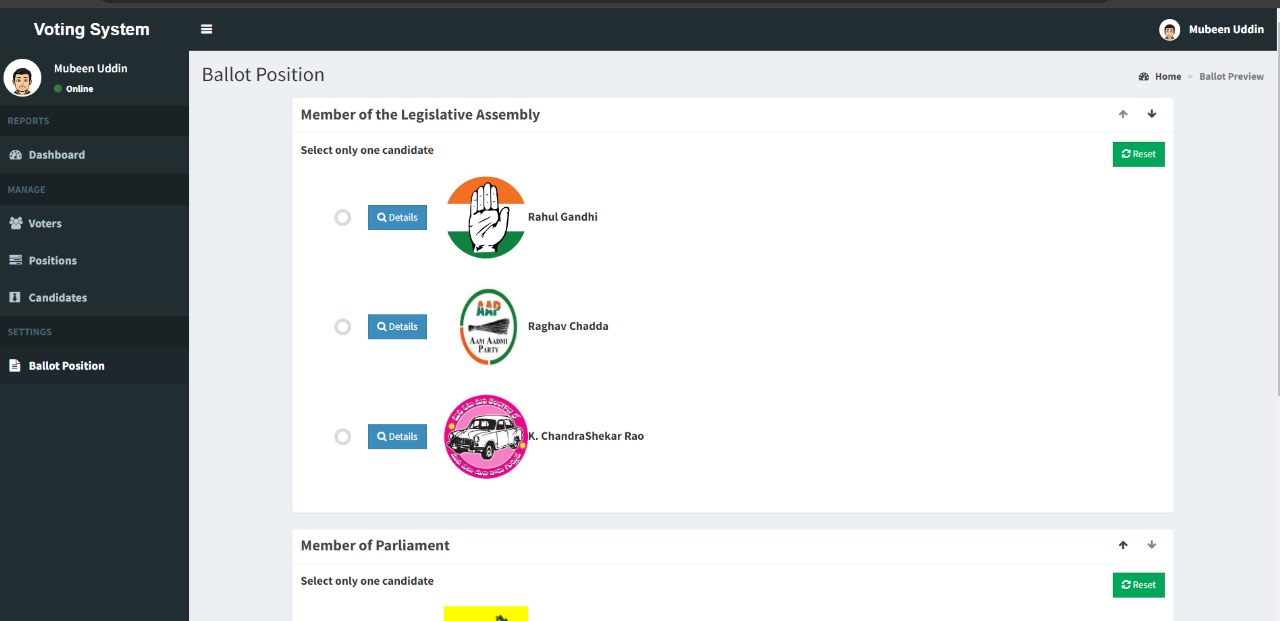 Voting System
Mubeen Uddin
Mubeen Uddin
Online
REPORTS
Dashboard
MANAGE
Voters
Positions
Candidates
SETTINGS
Ballot Position
Ballot Position
Home > Ballot Preview
Member of the Legislative Assembly
Select only one candidate
Reset
Details
Rahul Gandhi
Details
AAP
AAM AADMI
PARTY
Raghav Chadda
Details
K. ChandraShekar Rao
Member of Parliament
Select only one candidate
Reset